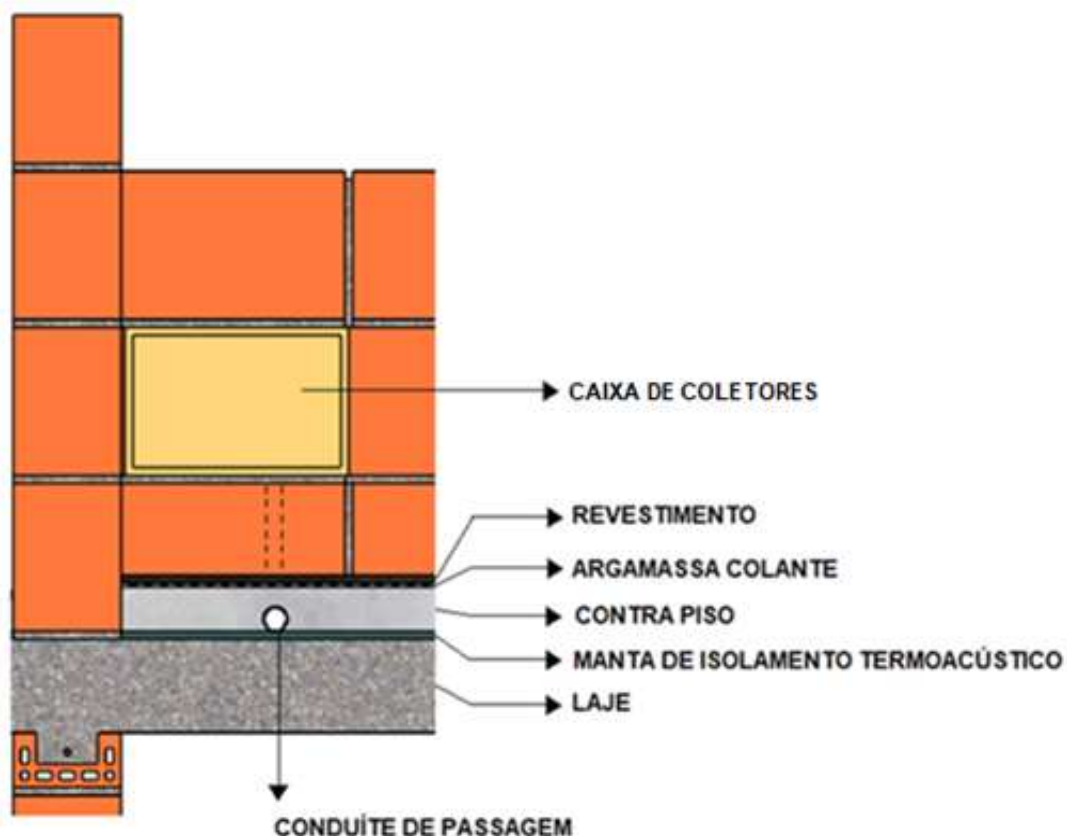 CAIXA DE COLETORES
REVESTIMENTO
ARGAMASSA COLANTE
CONTRA PISO
MANTA DE ISOLAMENTO TERMOACÚSTICO
LAJE
CONDUÍTE DE PASSAGEM